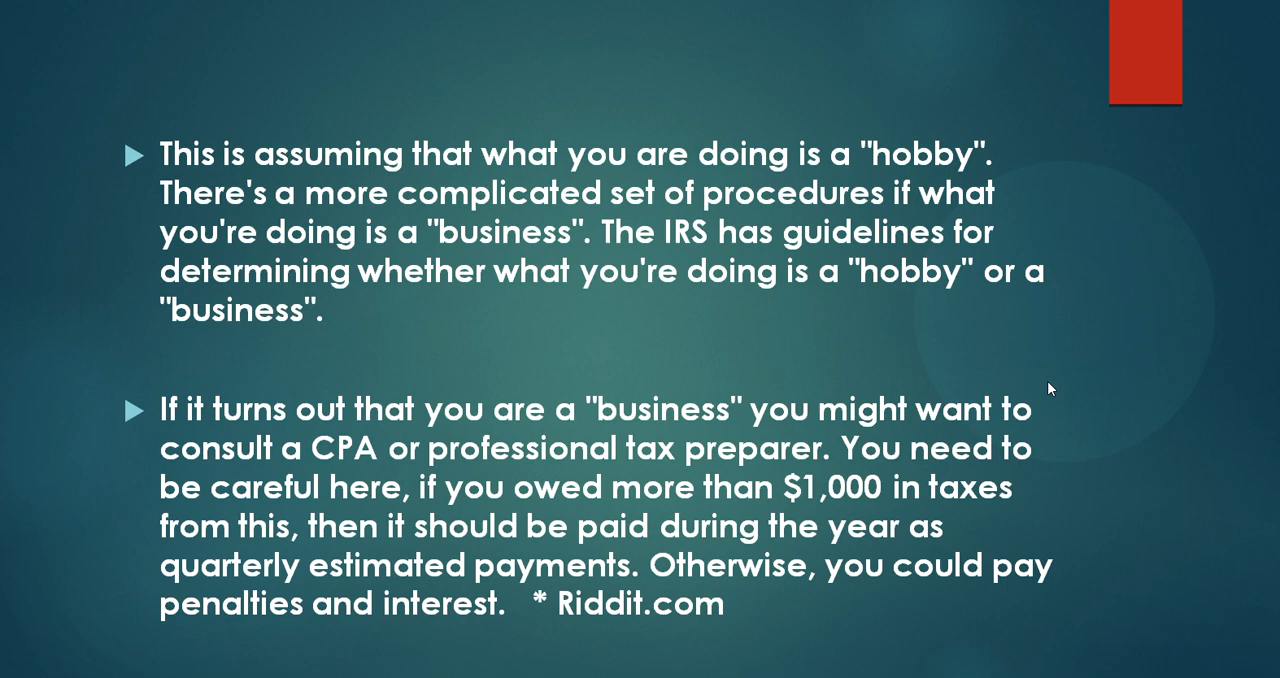 This is assuming that what you are doing is a "hobby".
There's a more complicated set of procedures if what
you're doing is a "business". The IRS has guidelines for
determining whether what you're doing is a "hobby" or a
"business".
If it turns out that you are a "business" you might want to
consult a CPA or professional tax preparer. You need to
be careful here, if you owed more than $1,000 in taxes
from this, then it should be paid during the year as
quarterly estimated payments. Otherwise, you could pay
penalties and interest. * Riddit.com